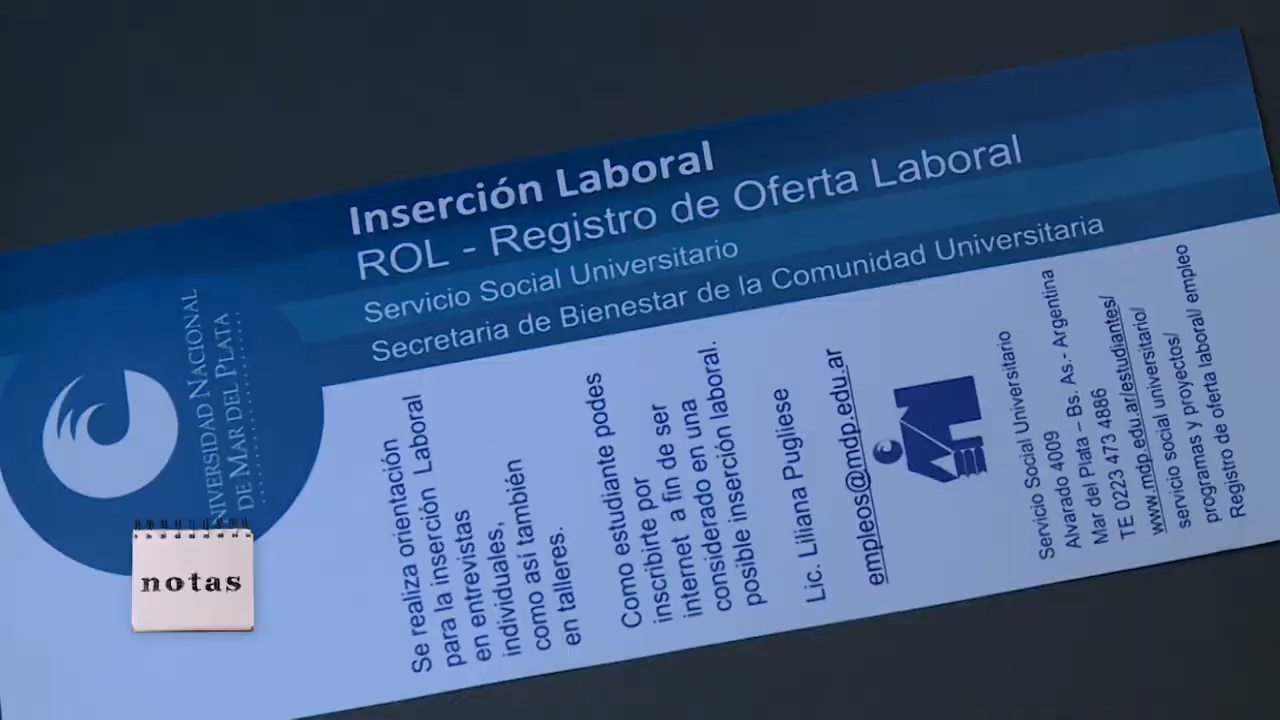 Inserción Laboral
ROL - Registro de Oferta Laboral
Servicio Social Universitario
Secretaria de Bienestar de la Comunidad Universitaria
UNIVERSIDAD NACIONAL
DE MAR DEL PLATA
Se realiza orientación
para la inserción Laboral
en entrevistas
individuales,
como así también
en talleres.
Como estudiante podes
inscribirte por
internet a fin de ser
considerado en una
posible inserción laboral.
Lic. Liliana Pugliese
empleos@mdp.edu.ar
Servicio Social Universitario
Alvarado 4009
Mar del Plata – Bs. As.- Argentina
TE 0223 473 4886
www.mdp.edu.ar/estudiantes/
servicio social universitario/
programas y proyectos/
Registro de oferta laboral/ empleo
notas